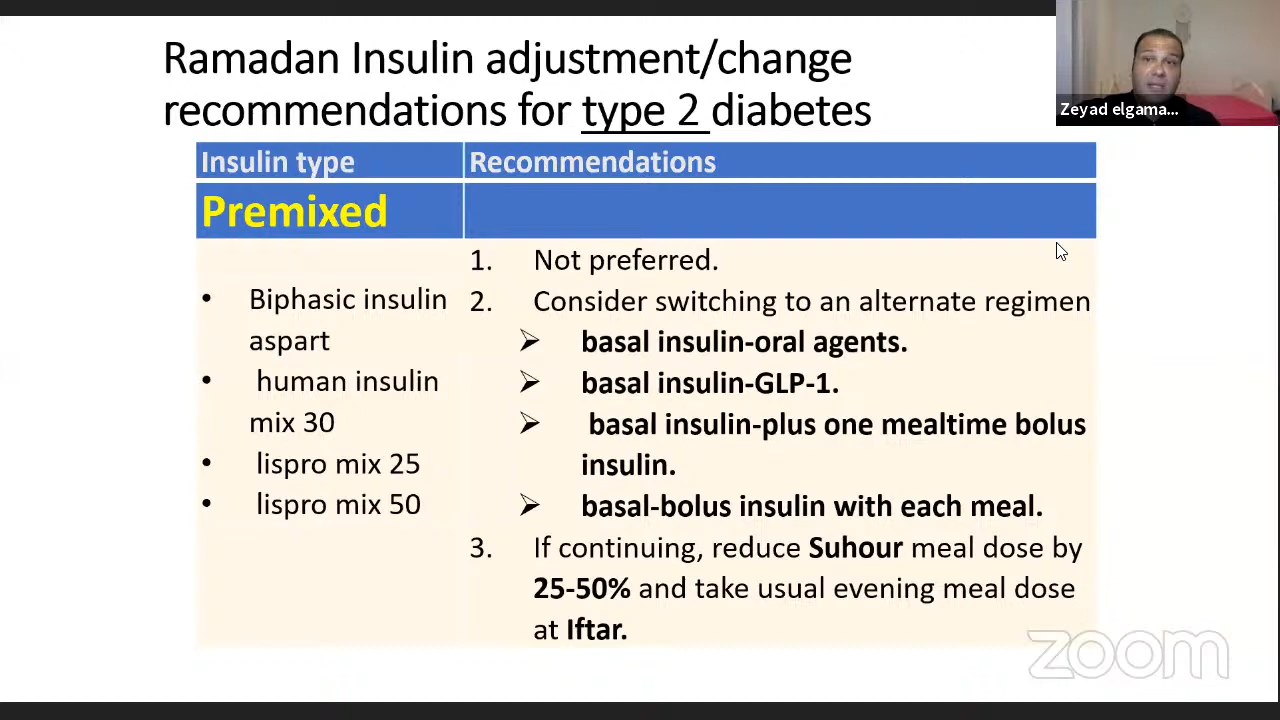 Ramadan Insulin adjustment/change
recommendations for type 2 diabetes
Zeyad elgama...
Insulin type
Recommendations
Premixed
• Biphasic insulin
aspart
• human insulin
mix 30
• lispro mix 25
• lispro mix 50
1. Not preferred.
2. Consider switching to an alternate regimen
➢ basal insulin-oral agents.
➢ basal insulin-GLP-1.
➢ basal insulin-plus one mealtime bolus
insulin.
➢ basal-bolus insulin with each meal.
3. If continuing, reduce Suhour meal dose by
25-50% and take usual evening meal dose
at Iftar.
zoom